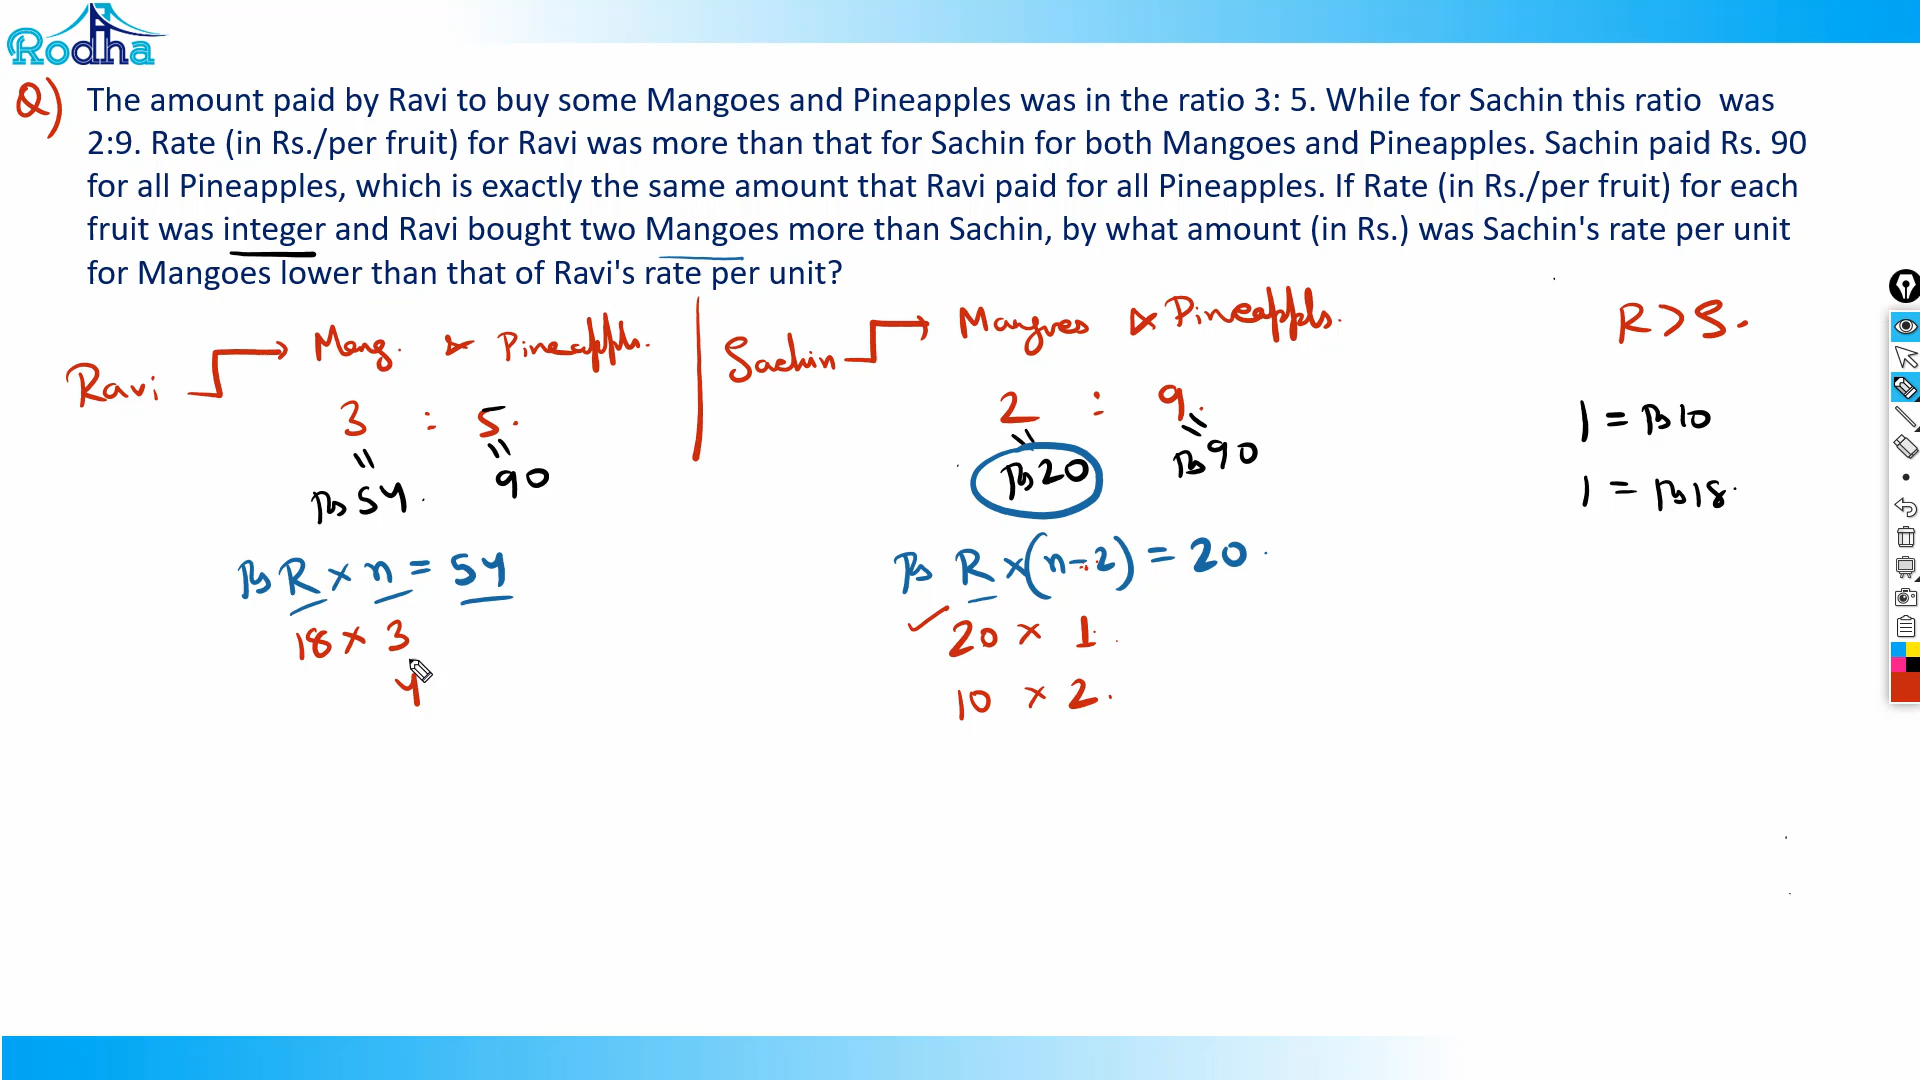 Rodha
Q) The amount paid by Ravi to buy some Mangoes and Pineapples was in the ratio 3: 5. While for Sachin this ratio was
2:9. Rate (in Rs./per fruit) for Ravi was more than that for Sachin for both Mangoes and Pineapples. Sachin paid Rs. 90
for all Pineapples, which is exactly the same amount that Ravi paid for all Pineapples. If Rate (in Rs./per fruit) for each
fruit was integer and Ravi bought two Mangoes more than Sachin, by what amount (in Rs.) was Sachin's rate per unit
for Mangoes lower than that of Ravi's rate per unit?
Ravi → Mang. & Pineappls.
3 : 5.
Rs 54. 90
Rs R × n = 54
18 × 3
4
Sachin → Mangoes & Pineappls.
2 : 9.
Rs 20 Rs 90
Rs R × (n-2) = 20.
✓ 20 × 1.
10 × 2.
R > S.
1 = Rs 10
1 = Rs 18.